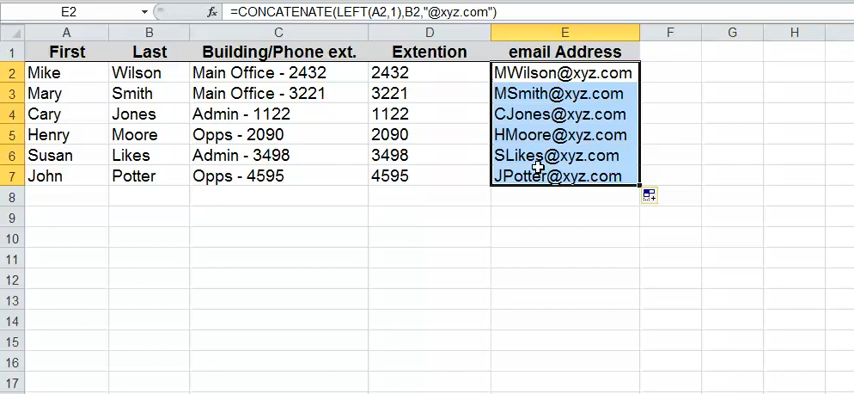 E2 fx =CONCATENATE(LEFT(A2,1),B2,"@xyz.com")
A B C D E F G H
1 First Last Building/Phone ext. Extention email Address
2 Mike Wilson Main Office - 2432 2432 MWilson@xyz.com
3 Mary Smith Main Office - 3221 3221 MSmith@xyz.com
4 Cary Jones Admin - 1122 1122 CJones@xyz.com
5 Henry Moore Opps - 2090 2090 HMoore@xyz.com
6 Susan Likes Admin - 3498 3498 SLikes@xyz.com
7 John Potter Opps - 4595 4595 JPotter@xyz.com
8
9
10
11
12
13
14
15
16
17